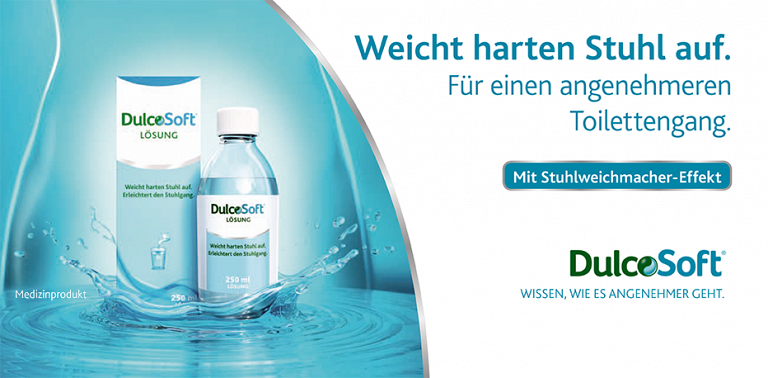 Weicht harten Stuhl auf.
Für einen angenehmeren
Toilettengang.
Mit Stuhlweichmacher-Effekt
DulcoSoft®
WISSEN, WIE ES ANGENEHMER GEHT.
DulcoSoft®
LÖSUNG
Weicht harten Stuhl auf.
Erleichtert den Stuhlgang.
250 ml
DulcoSoft®
LÖSUNG
Weicht harten Stuhl auf.
Erleichtert den Stuhlgang.
250 ml
LÖSUNG
Medizinprodukt